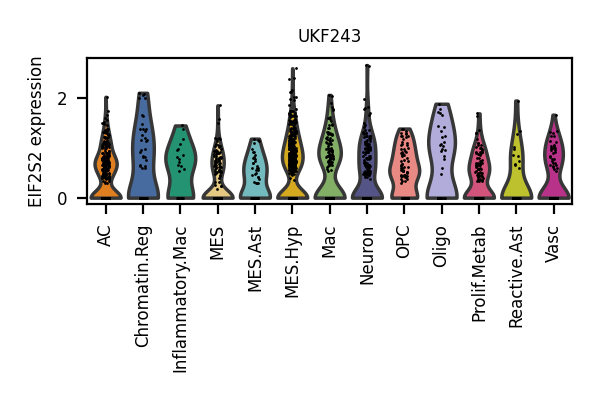 UKF243
EIF2S2 expression
2
0
AC
Chromatin.Reg
Inflammatory.Mac
MES
MES.Ast
MES.Hyp
Mac
Neuron
OPC
Oligo
Prolif.Metab
Reactive.Ast
Vasc